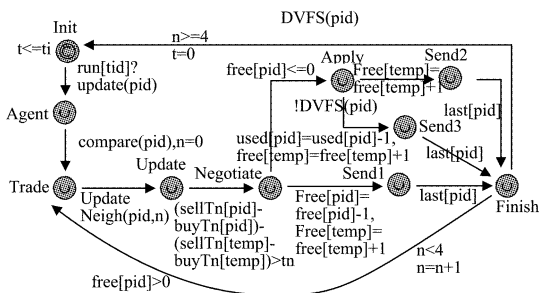 DVFS(pid)
Init
n>=4
t<=ti
t=0
Apply
Send2
run[tid]?
update(pid)
free[pid]<=0
Free[temp]=
free[temp]+1
Agent
!DVFS(pid)
last[pid]
compare(pid),n=0
used[pid]=used[pid]-1,
free[temp]=free[temp]+1
Send3
last[pid]
Update
Negotiate
Send1
Trade
Update
Neigh(pid,n)
(sellTn[pid]-
buyTn[pid])-
(sellTn[temp]-
buyTn[temp])>tn
Free[pid]=
free[pid]-1,
Free[temp]=
free[temp]+1
last[pid]
Finish
n<4
n=n+1
free[pid]>0